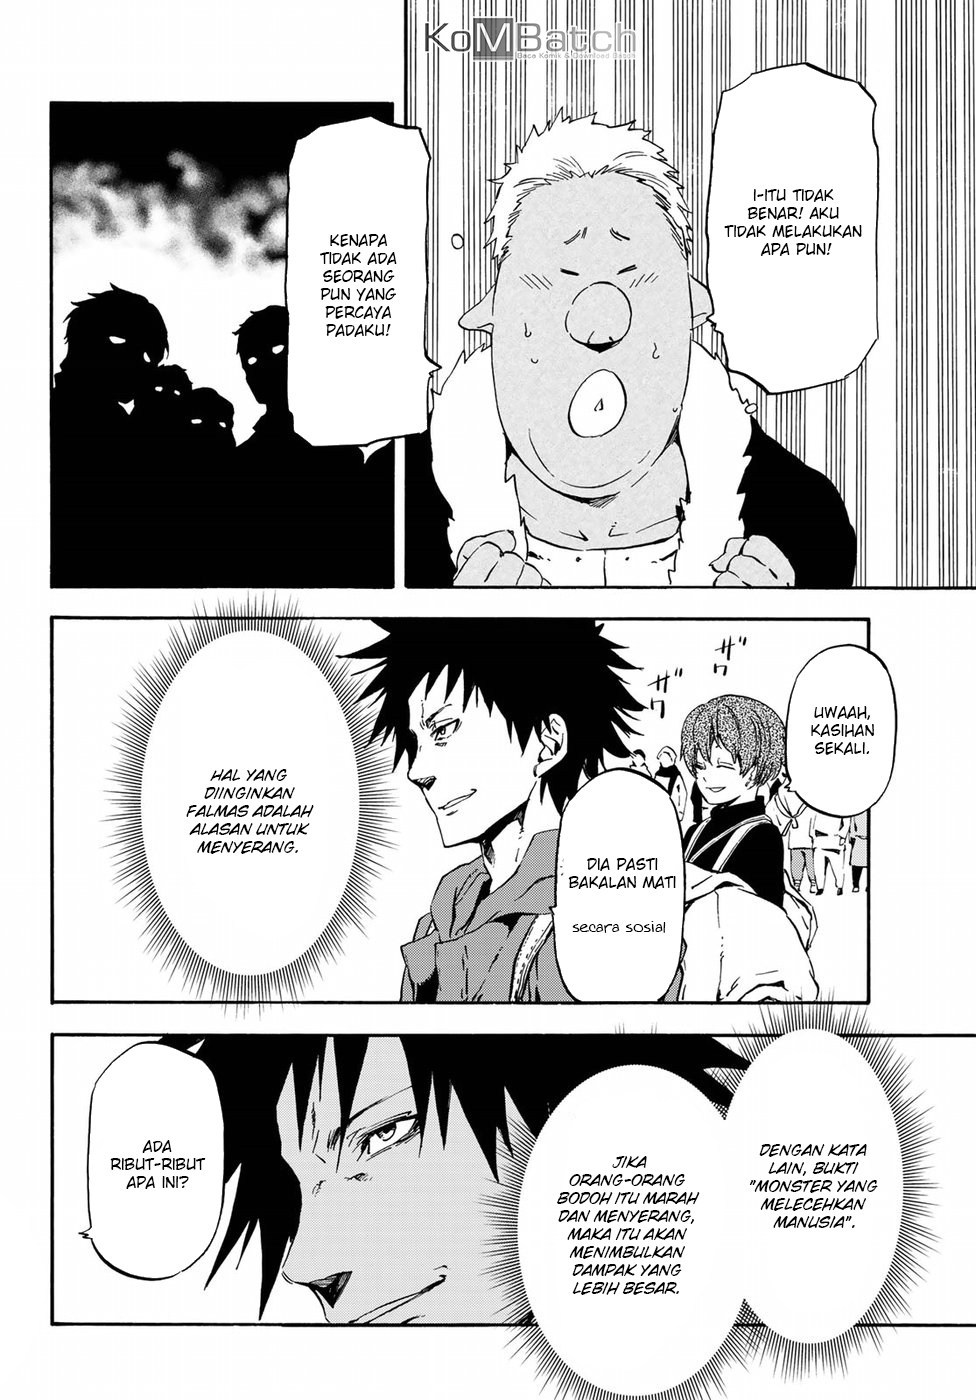 KoMBatch
Baca Komik & Download Batch
I-ITU TIDAK
BENAR! AKU
TIDAK MELAKUKAN
APA PUN!
KENAPA
TIDAK ADA
SEORANG
PUN YANG
PERCAYA
PADAKU!
UWAAH,
KASIHAN
SEKALI.
ザ
ザワ
DIA PASTI
BAKALAN MATI
secara sosial
HAL YANG
DIINGINKAN
FALMAS ADALAH
ALASAN UNTUK
MENYERANG.
DENGAN KATA
LAIN, BUKTI
"MONSTER YANG
MELECEHKAN
MANUSIA".
JIKA
ORANG-ORANG
BODOH ITU MARAH
DAN MENYERANG,
MAKA ITU AKAN
MENIMBULKAN
DAMPAK YANG
LEBIH BESAR.
ADA
RIBUT-RIBUT
APA INI?